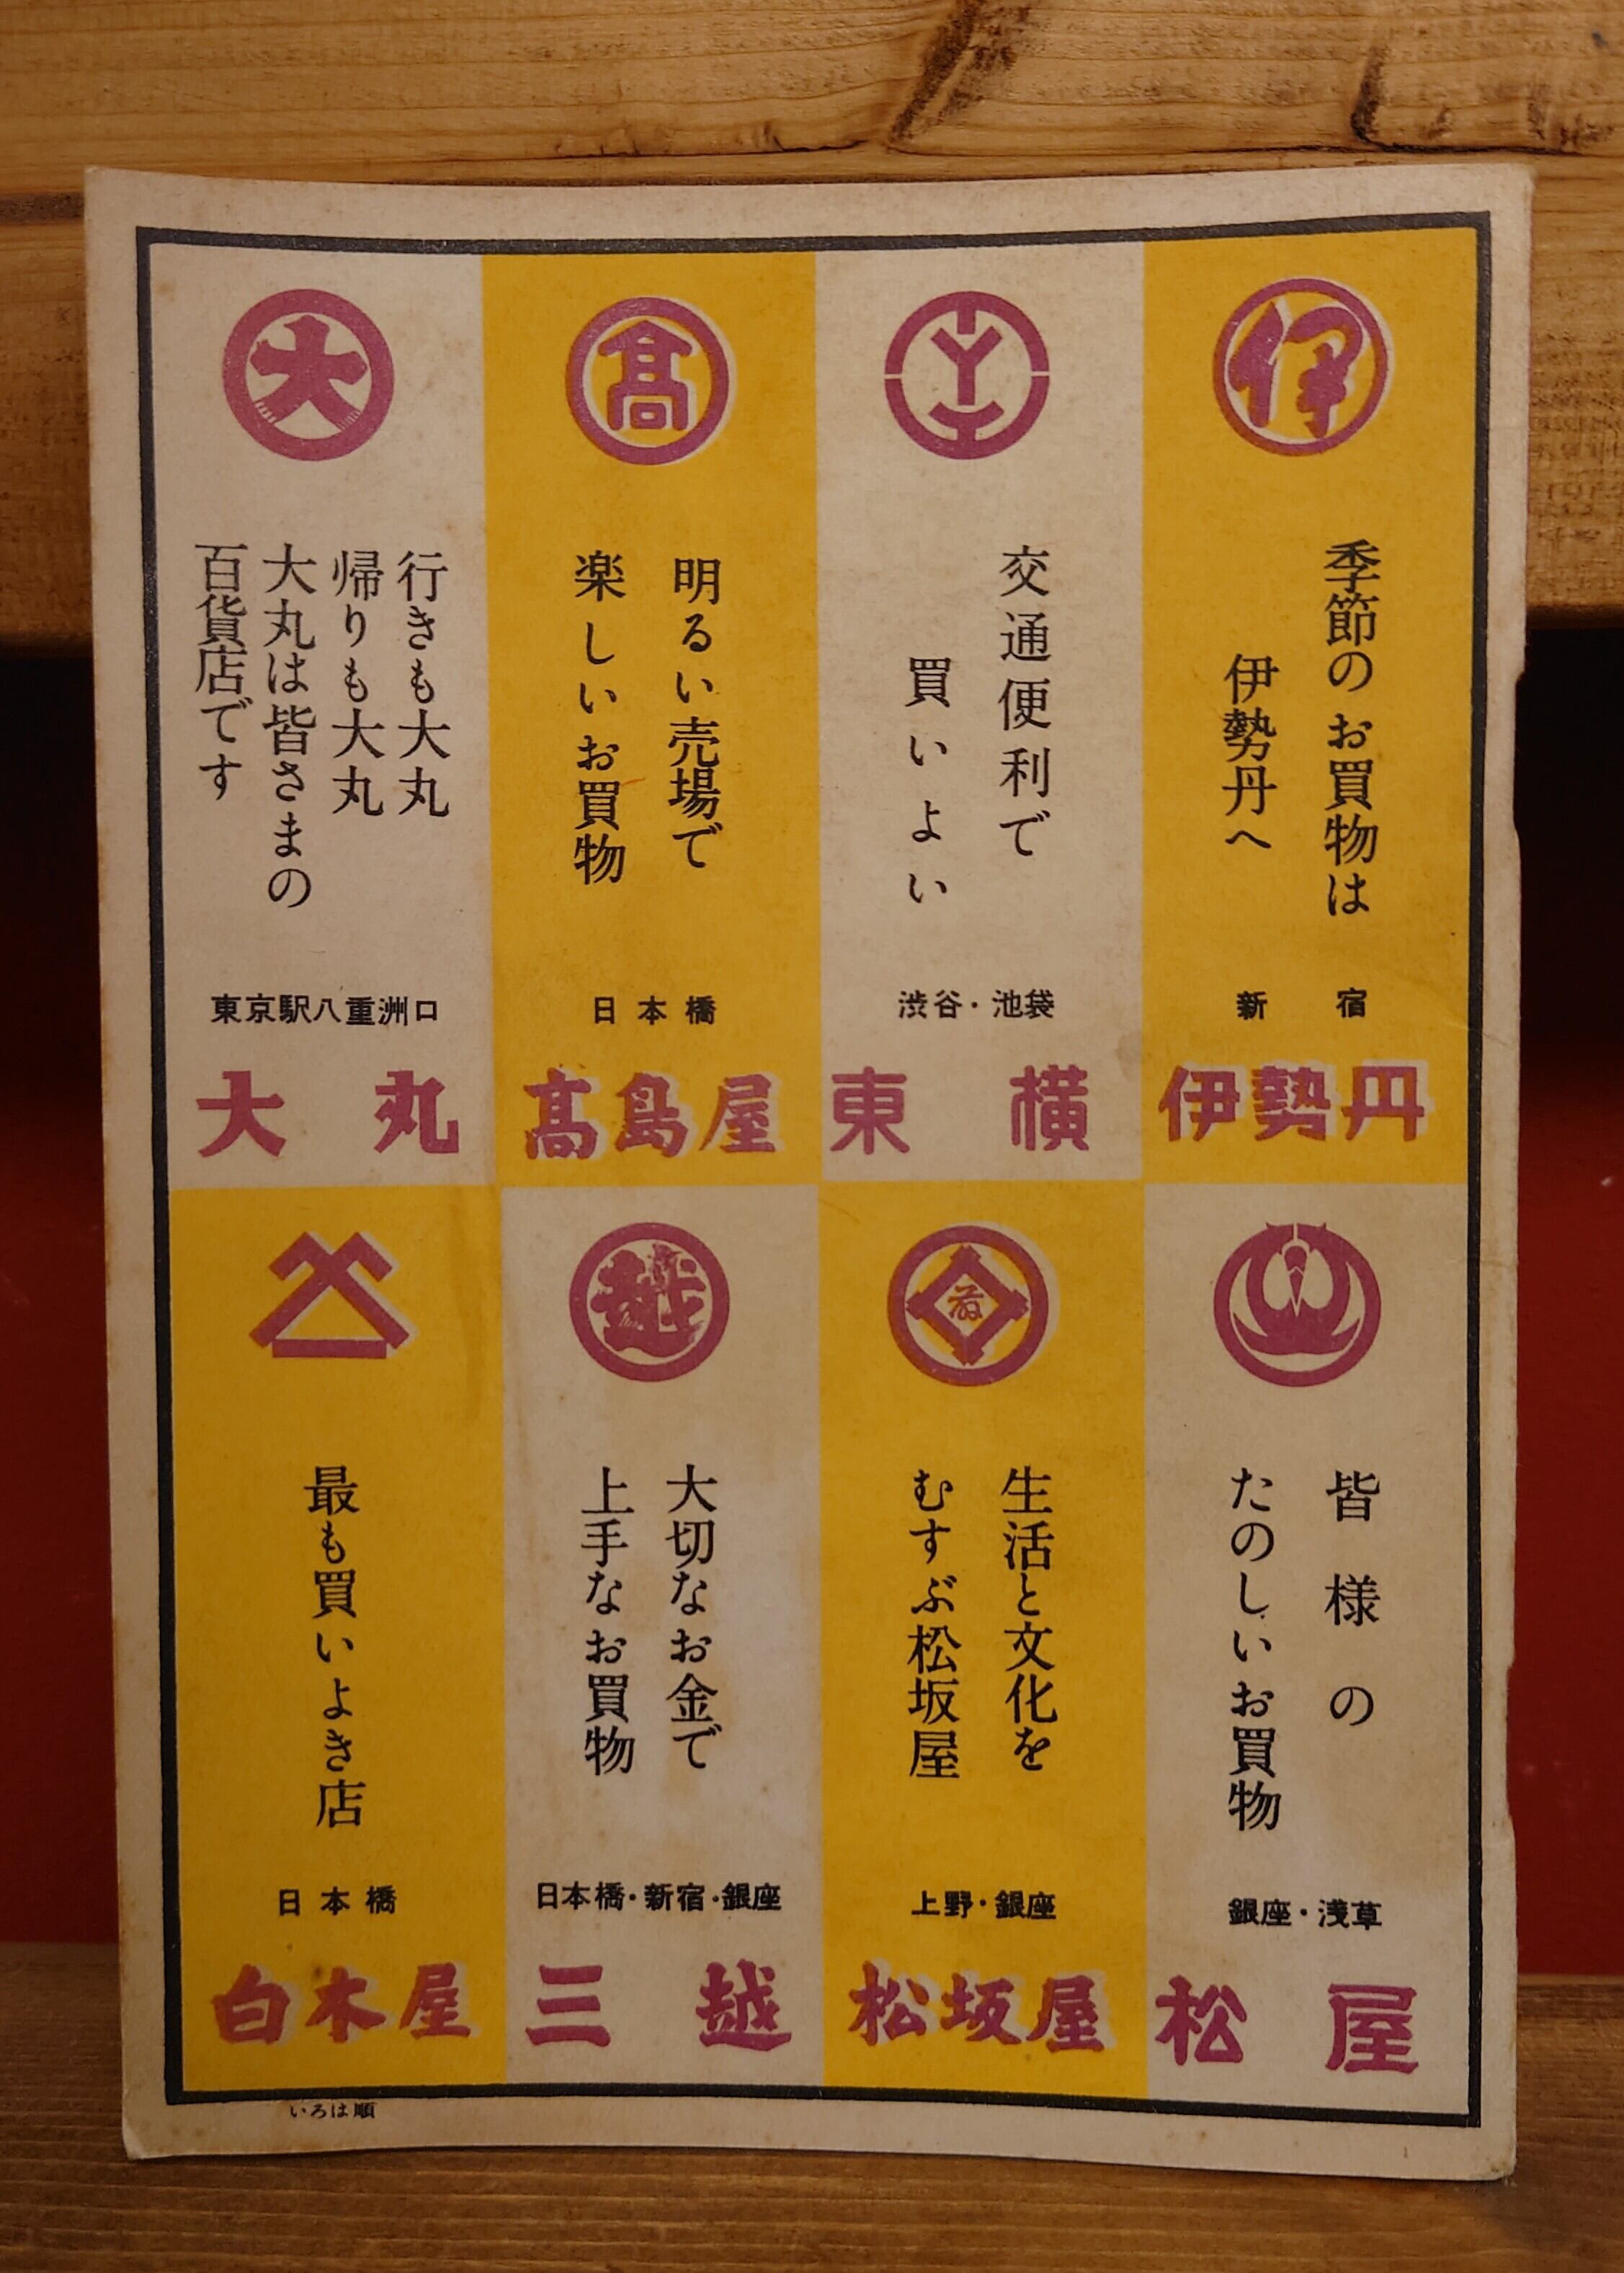 伊
季節のお買物は
伊勢丹へ
新宿
伊勢丹
交通便利で
買いよい
渋谷・池袋
東横
髙
明るい売場で
楽しいお買物
日本橋
髙島屋
大
行きも大丸
帰りも大丸
大丸は皆さまの
百貨店です
東京駅八重洲口
大丸
皆様の
たのしいお買物
銀座・浅草
松屋
生活と文化を
むすぶ松坂屋
上野・銀座
松坂屋
越
大切なお金で
上手なお買物
日本橋・新宿・銀座
三越
最も買いよき店
日本橋
白木屋
いろは順